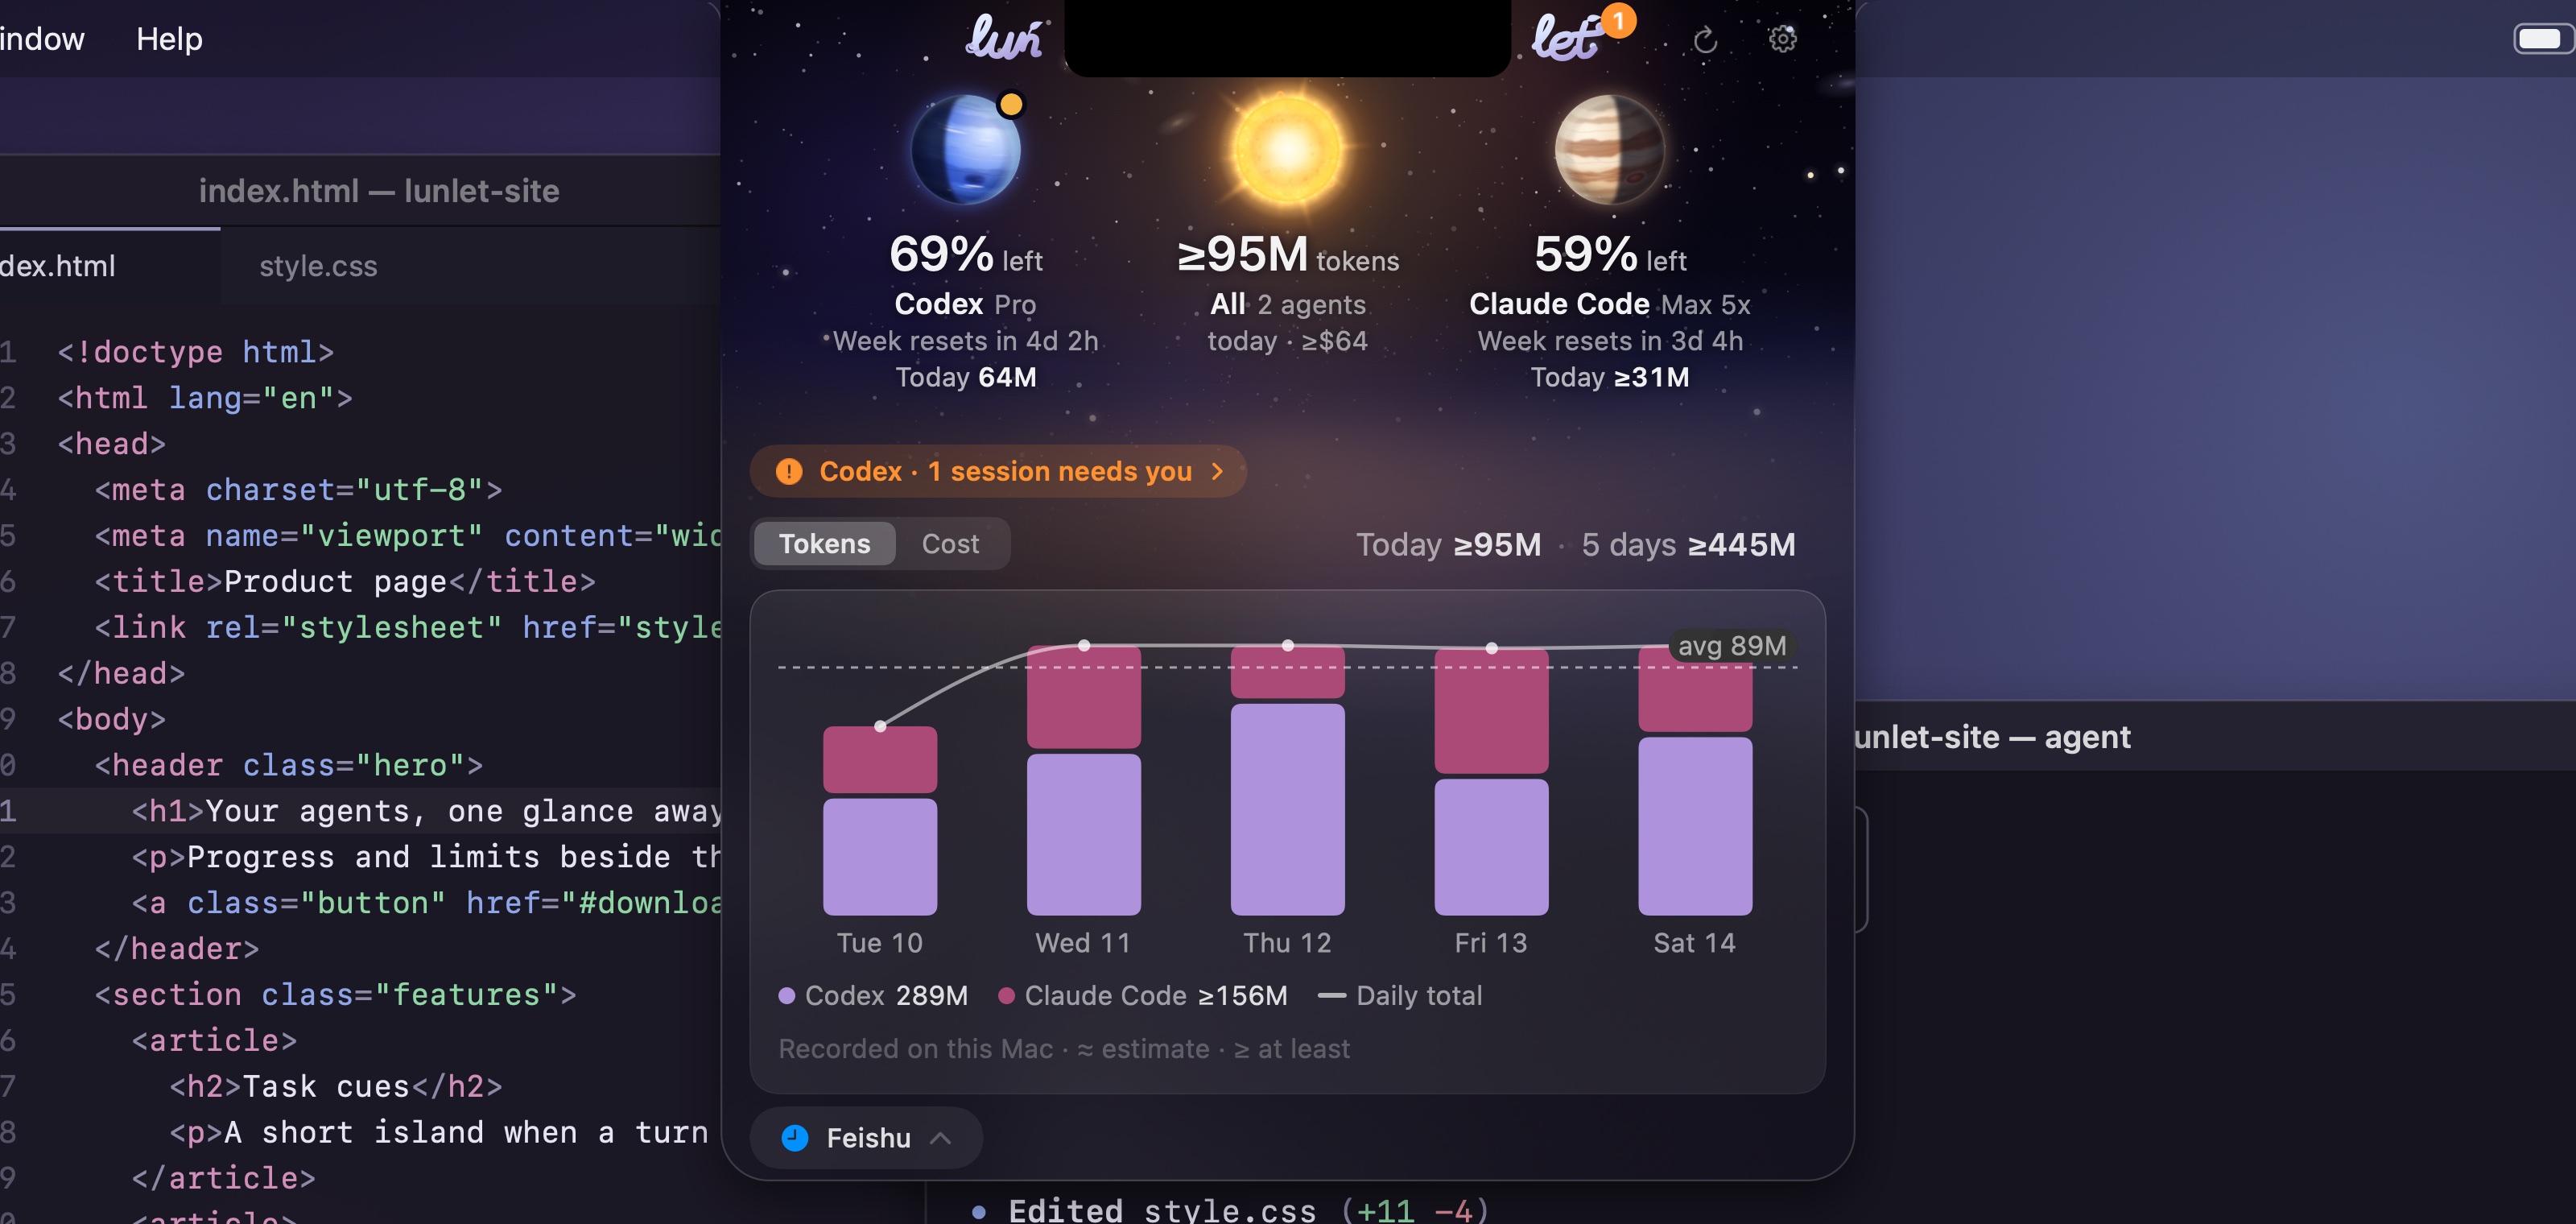 indow Help
lun let 1
index.html — lunlet-site
dex.html style.css
1 <!doctype html>
2 <html lang="en">
3 <head>
4 <meta charset="utf-8">
5 <meta name="viewport" content="wid
6 <title>Product page</title>
7 <link rel="stylesheet" href="style
8 </head>
9 <body>
0 <header class="hero">
1 <h1>Your agents, one glance away
2 <p>Progress and limits beside th
3 <a class="button" href="#downloa
4 </header>
5 <section class="features">
6 <article>
7 <h2>Task cues</h2>
8 <p>A short island when a turn
9 </article>
0 <article>
69% left
Codex Pro
Week resets in 4d 2h
Today 64M
≥95M tokens
All 2 agents
today · ≥$64
59% left
Claude Code Max 5x
Week resets in 3d 4h
Today ≥31M
Codex · 1 session needs you
Tokens Cost
Today ≥95M · 5 days ≥445M
avg 89M
Tue 10 Wed 11 Thu 12 Fri 13 Sat 14
Codex 289M Claude Code ≥156M Daily total
Recorded on this Mac · ≈ estimate · ≥ at least
Feishu
unlet-site — agent
Edited style.css (+11 −4)